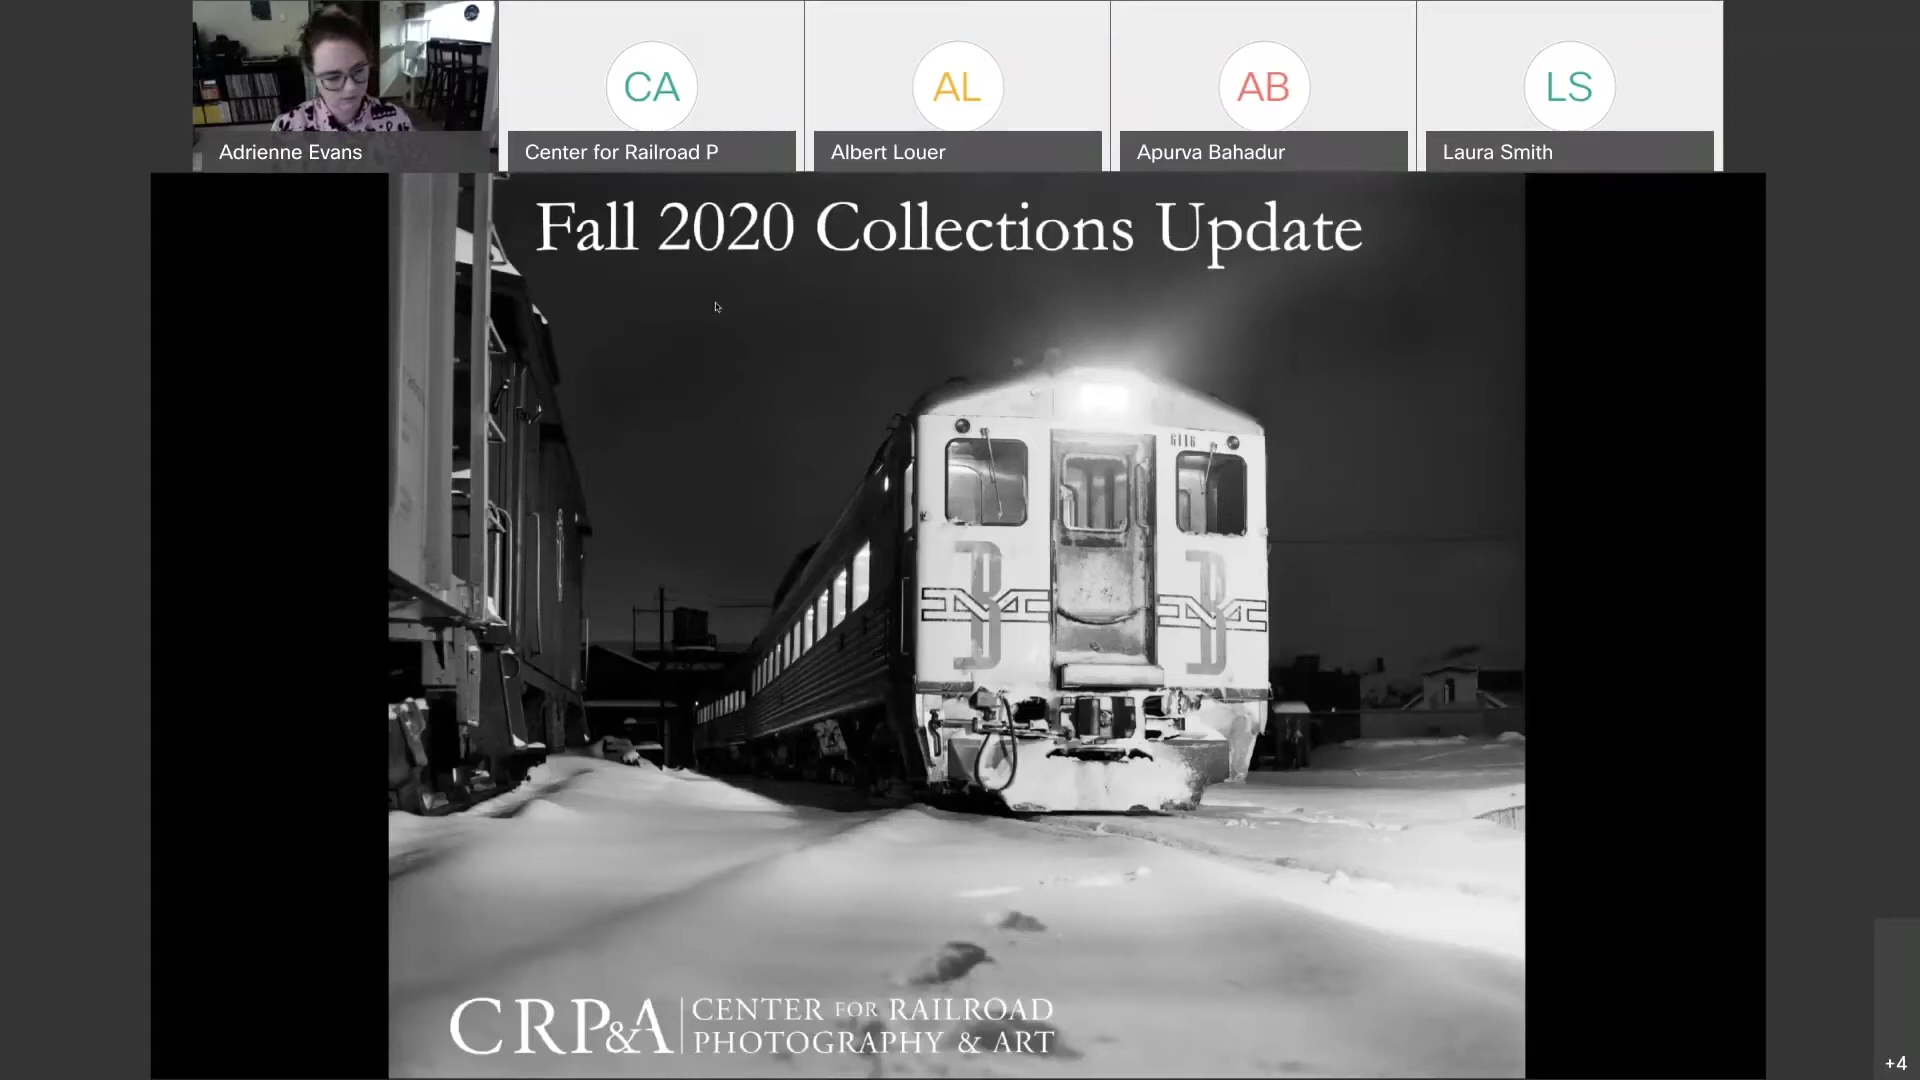 Adrienne Evans
CA
Center for Railroad P
AL
Albert Louer
AB
Apurva Bahadur
LS
Laura Smith
Fall 2020 Collections Update
6116
B
M
B
M
CRP&A
CENTER FOR RAILROAD
PHOTOGRAPHY & ART
+4